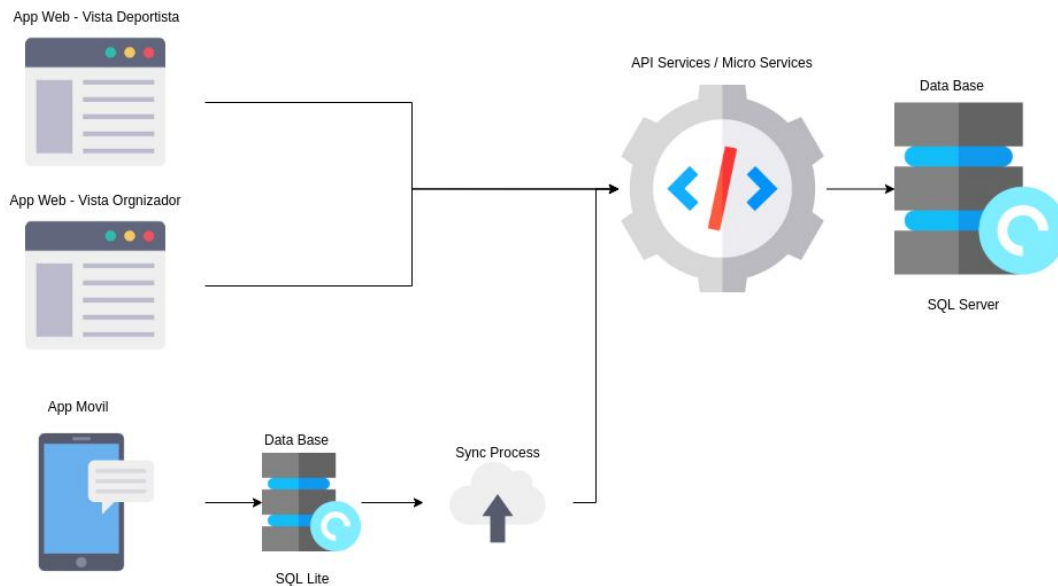 App Web - Vista Deportista
API Services / Micro Services
Data Base
App Web - Vista Orgnizador
SQL Server
App Movil
Data Base
Sync Process
SQL Lite